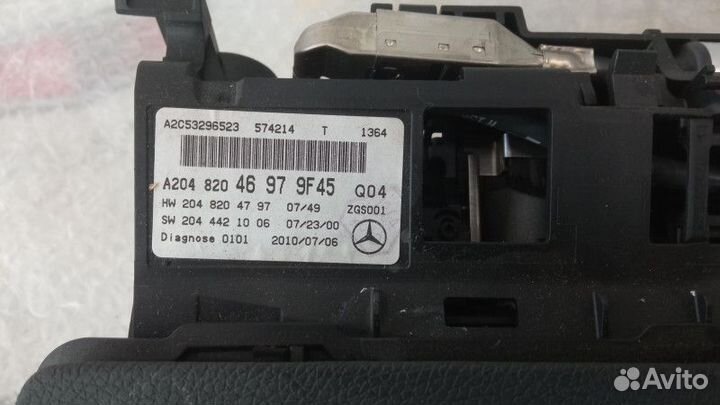 A2C53296523 574214 T 1364
A204 820 46 97 9F45 Q04
HW 204 820 47 97 07/49 ZGS001
SW 204 442 10 06 07/23/00
Diagnose 0101 2010/07/06
Avito